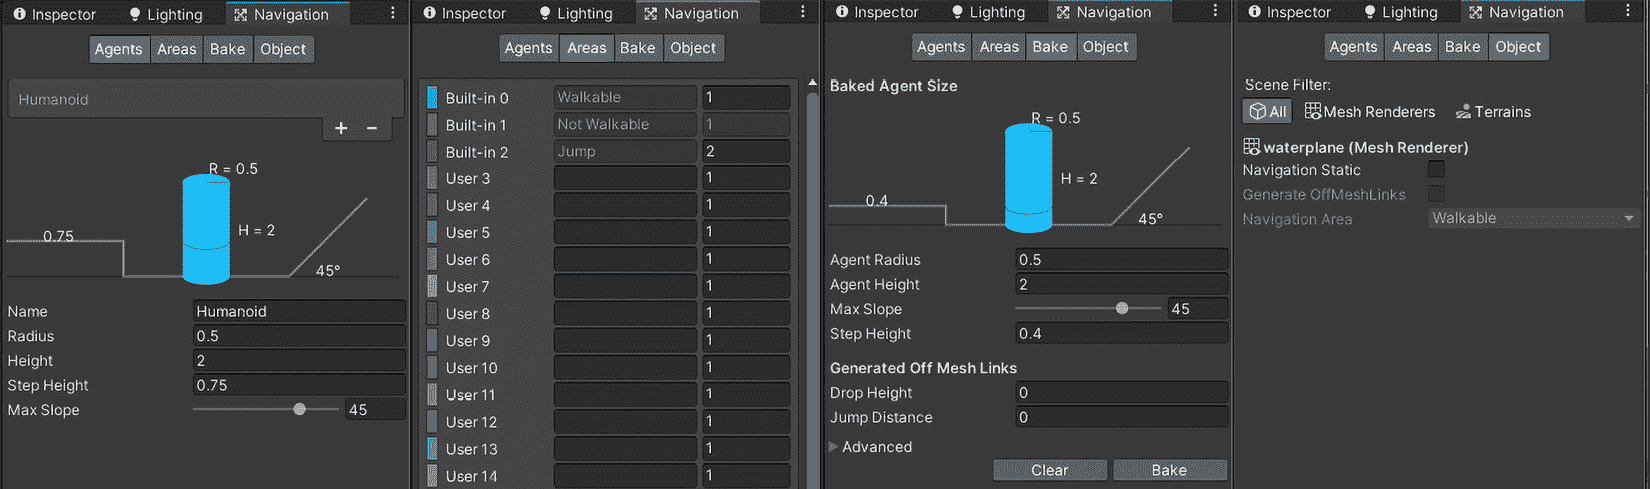 Inspector Lighting Navigation
Agents Areas Bake Object
Humanoid
+ −
R = 0.5
H = 2
0.75
45°
Name Humanoid
Radius 0.5
Height 2
Step Height 0.75
Max Slope 45
Inspector Lighting Navigation
Agents Areas Bake Object
Built-in 0 Walkable 1
Built-in 1 Not Walkable 1
Built-in 2 Jump 2
User 3 1
User 4 1
User 5 1
User 6 1
User 7 1
User 8 1
User 9 1
User 10 1
User 11 1
User 12 1
User 13 1
User 14 1
Inspector Lighting Navigation
Agents Areas Bake Object
Baked Agent Size
R = 0.5
H = 2
0.4
45°
Agent Radius 0.5
Agent Height 2
Max Slope 45
Step Height 0.4
Generated Off Mesh Links
Drop Height 0
Jump Distance 0
Advanced
Clear Bake
Inspector Lighting Navigation
Agents Areas Bake Object
Scene Filter:
All Mesh Renderers Terrains
waterplane (Mesh Renderer)
Navigation Static
Generate OffMeshLinks
Navigation Area Walkable